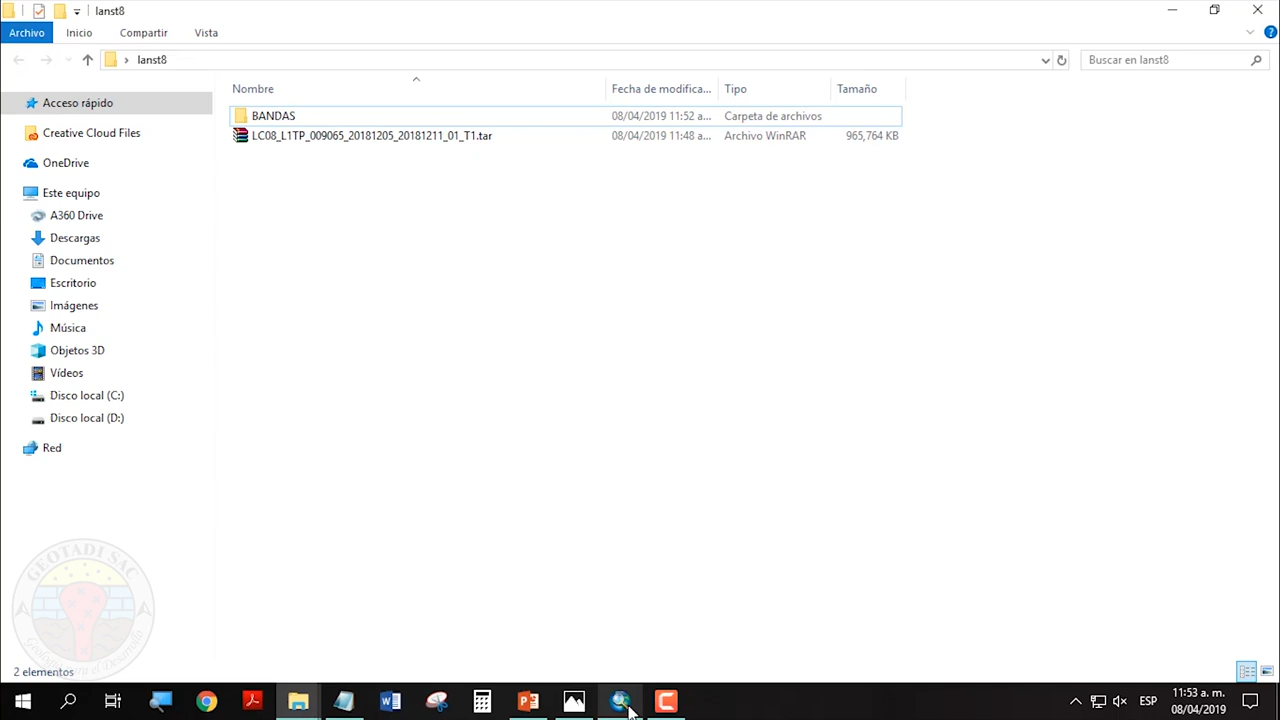 lanst8
Archivo Inicio Compartir Vista
lanst8 Buscar en lanst8
Nombre Fecha de modifica... Tipo Tamaño
BANDAS 08/04/2019 11:52 a... Carpeta de archivos
LC08_L1TP_009065_20181205_20181211_01_T1.tar 08/04/2019 11:48 a... Archivo WinRAR 965,764 KB
Acceso rápido
Creative Cloud Files
OneDrive
Este equipo
A360 Drive
Descargas
Documentos
Escritorio
Imágenes
Música
Objetos 3D
Vídeos
Disco local (C:)
Disco local (D:)
Red
GEOTADI SAC
2 elementos
ESP
11:53 a. m.
08/04/2019